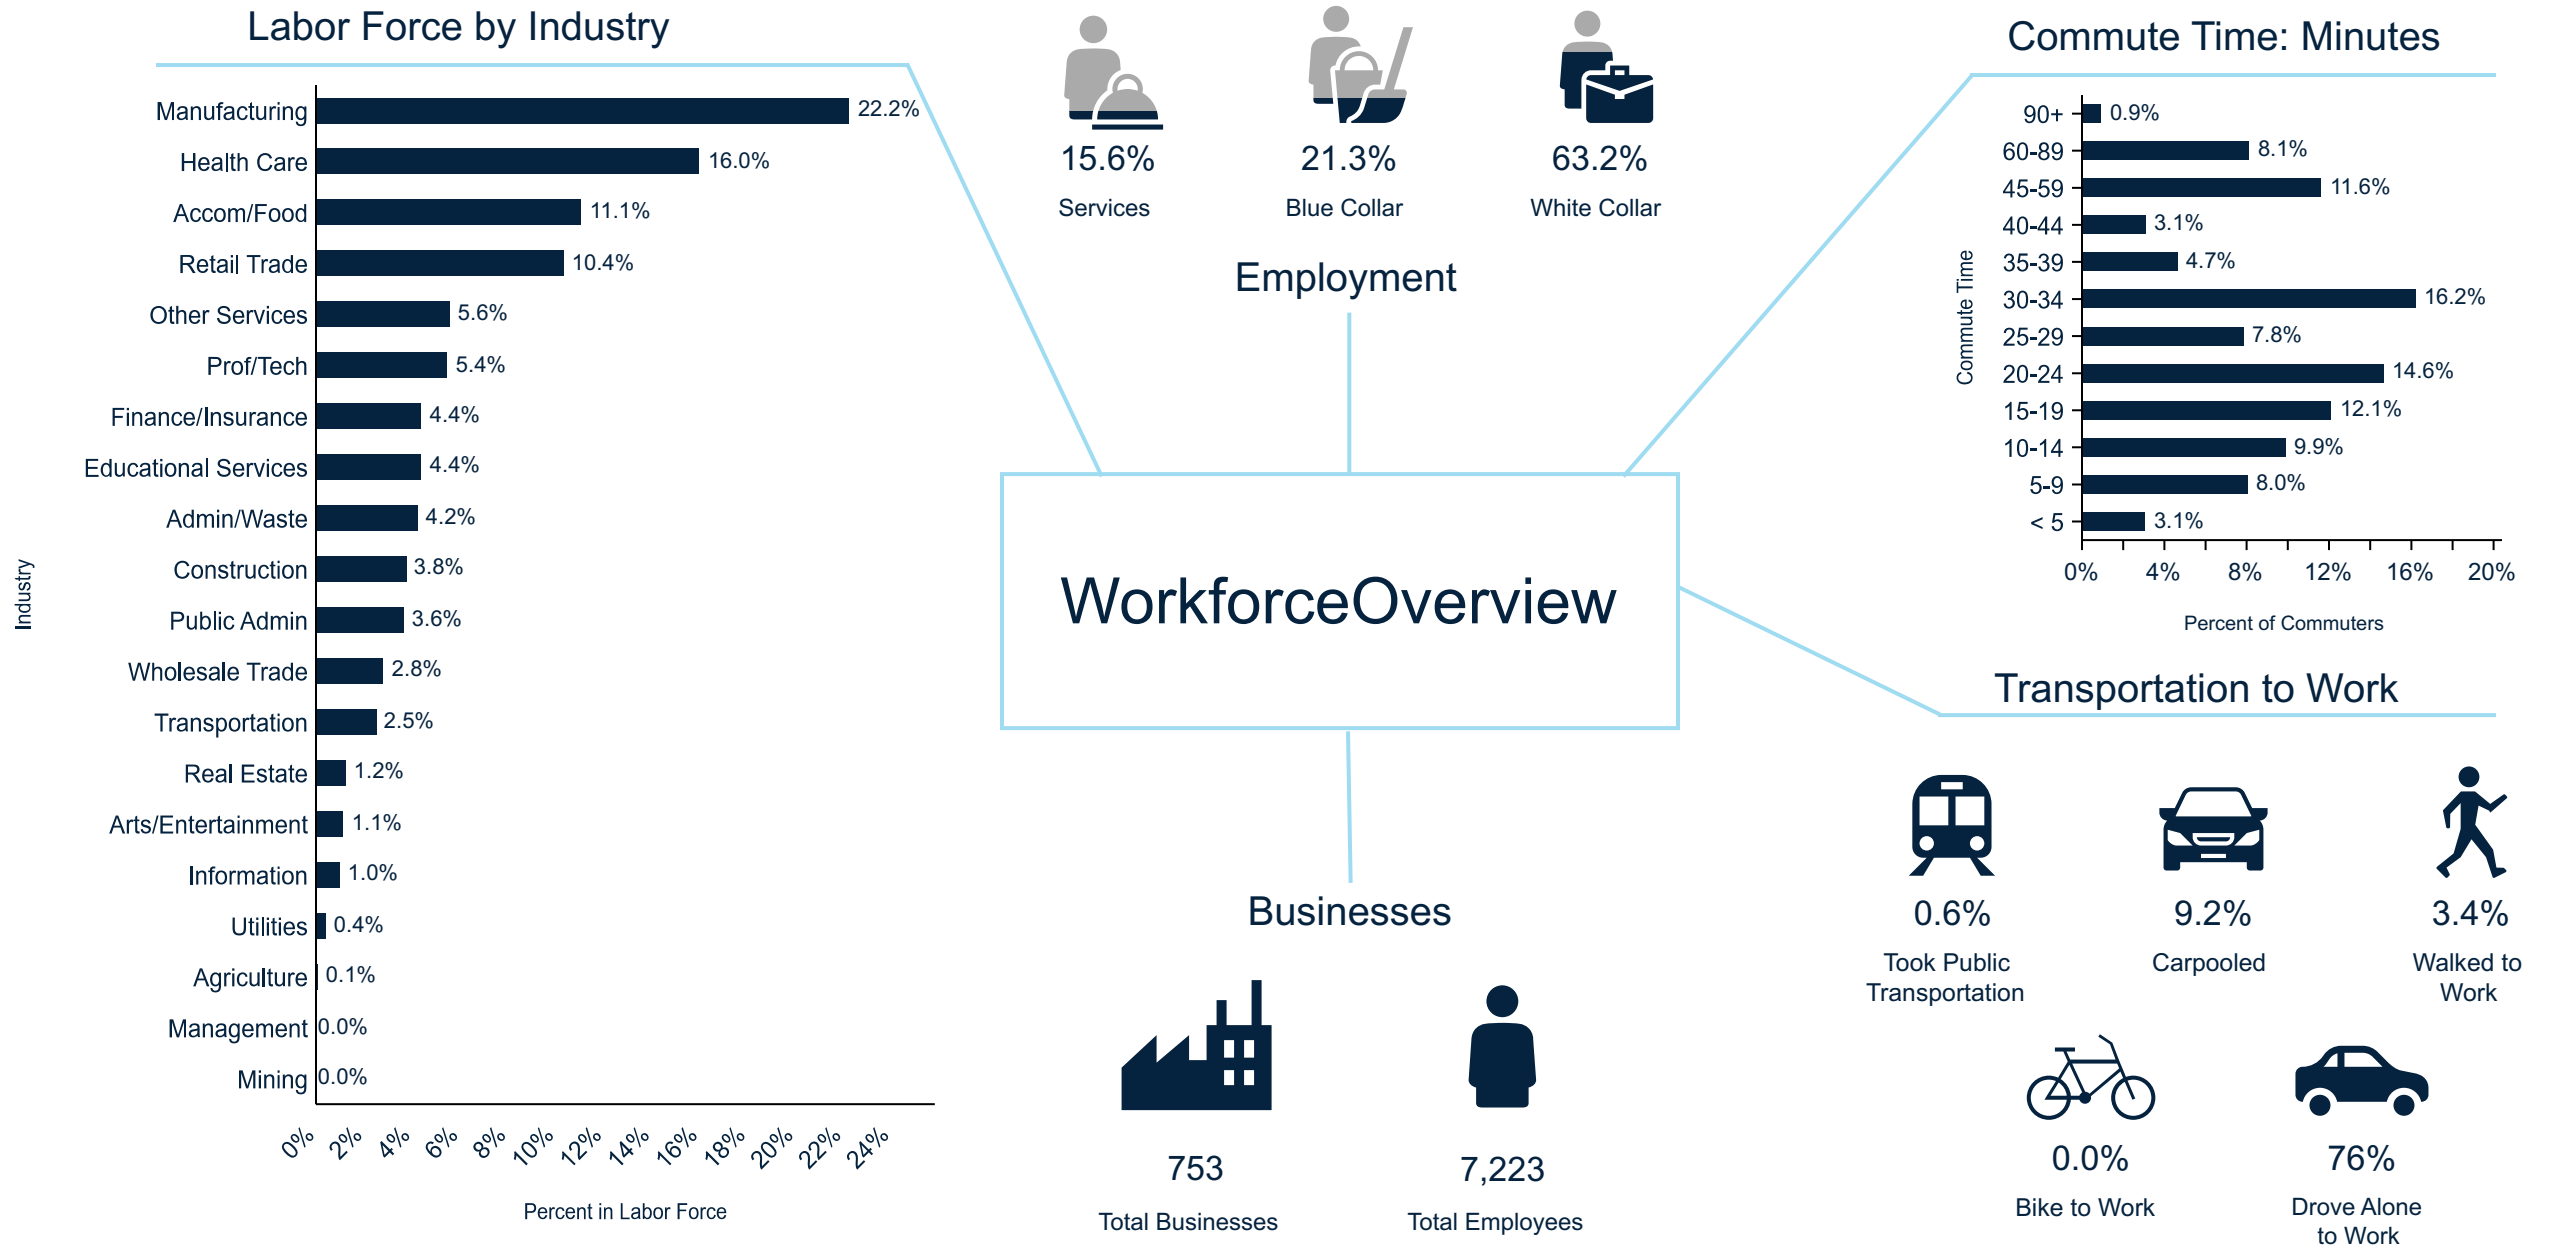 Labor Force by Industry
Industry
Manufacturing 22.2%
Health Care 16.0%
Accom/Food 11.1%
Retail Trade 10.4%
Other Services 5.6%
Prof/Tech 5.4%
Finance/Insurance 4.4%
Educational Services 4.4%
Admin/Waste 4.2%
Construction 3.8%
Public Admin 3.6%
Wholesale Trade 2.8%
Transportation 2.5%
Real Estate 1.2%
Arts/Entertainment 1.1%
Information 1.0%
Utilities 0.4%
Agriculture 0.1%
Management 0.0%
Mining 0.0%
0% 2% 4% 6% 8% 10% 12% 14% 16% 18% 20% 22% 24%
Percent in Labor Force
15.6% 21.3% 63.2%
Services Blue Collar White Collar
Employment
WorkforceOverview
Businesses
753 7,223
Total Businesses Total Employees
Commute Time: Minutes
Commute Time
90+ 0.9%
60-89 8.1%
45-59 11.6%
40-44 3.1%
35-39 4.7%
30-34 16.2%
25-29 7.8%
20-24 14.6%
15-19 12.1%
10-14 9.9%
5-9 8.0%
< 5 3.1%
0% 4% 8% 12% 16% 20%
Percent of Commuters
Transportation to Work
0.6% 9.2% 3.4%
Took Public Carpooled Walked to
Transportation Work
0.0% 76%
Bike to Work Drove Alone
to Work